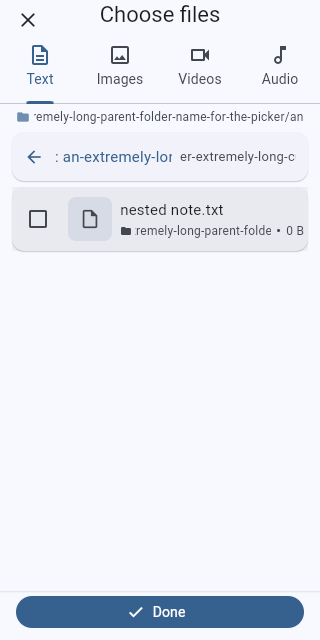 Choose files
Text Images Videos Audio
remely-long-parent-folder-name-for-the-picker/an
: an-extremely-lor er-extremely-long-c
nested note.txt
remely-long-parent-folde • 0 B
Done